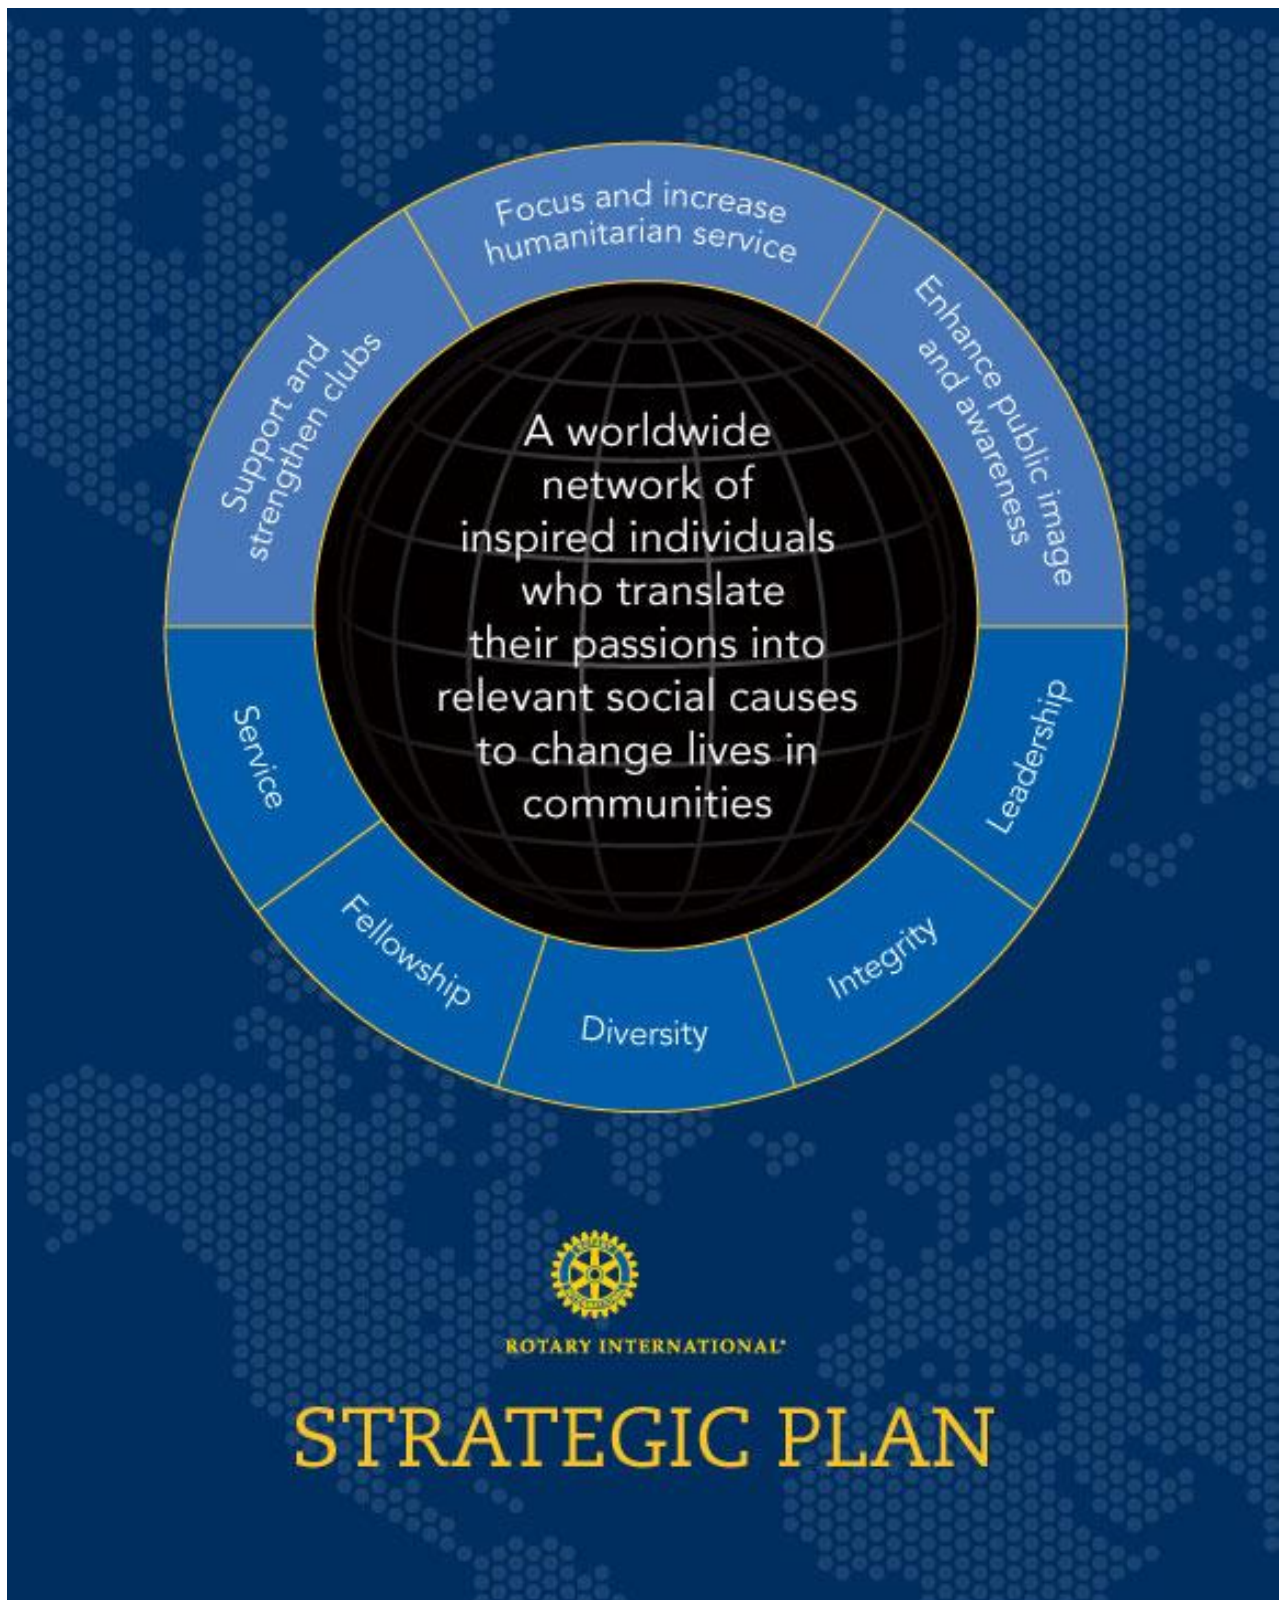 Focus and increase
humanitarian service
Enhance public image
and awareness
Support and
strengthen clubs
A worldwide
network of
inspired individuals
who translate
their passions into
relevant social causes
to change lives in
communities
Service
Fellowship
Diversity
Integrity
Leadership
ROTARY INTERNATIONAL®
STRATEGIC PLAN